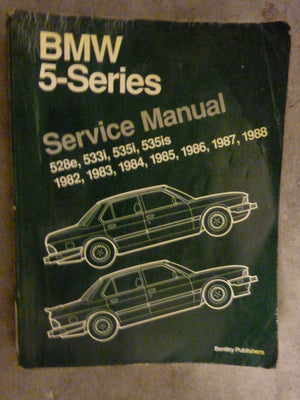 BMW
5-Series
Service Manual
528e, 533i, 535i, 535is
1982, 1983, 1984, 1985, 1986, 1987, 1988
Bentley Publishers